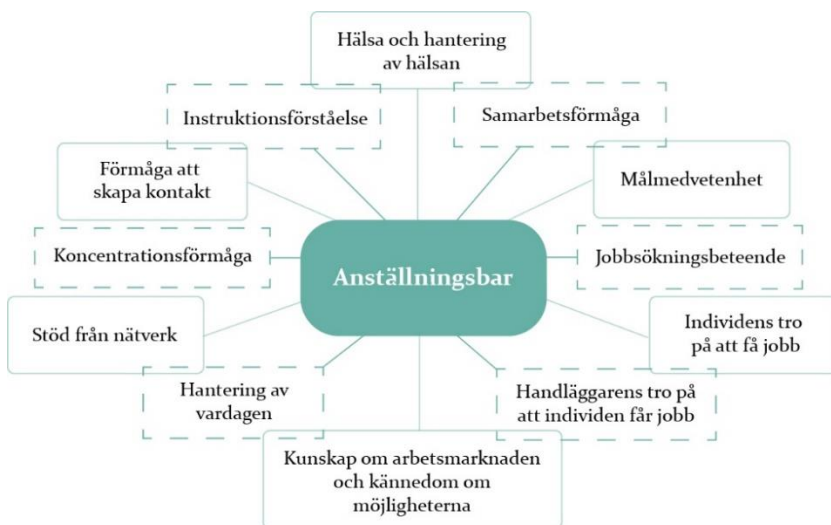 Hälsa och hantering
av hälsan
Instruktionsförståelse
Samarbetsförmåga
Förmåga att
skapa kontakt
Målmedvetenhet
Koncentrationsförmåga
Anställningsbar
Jobbsökningsbeteende
Stöd från nätverk
Individens tro
på att få jobb
Hantering av
vardagen
Handläggarens tro på
att individen får jobb
Kunskap om arbetsmarknaden
och kännedom om
möjligheterna